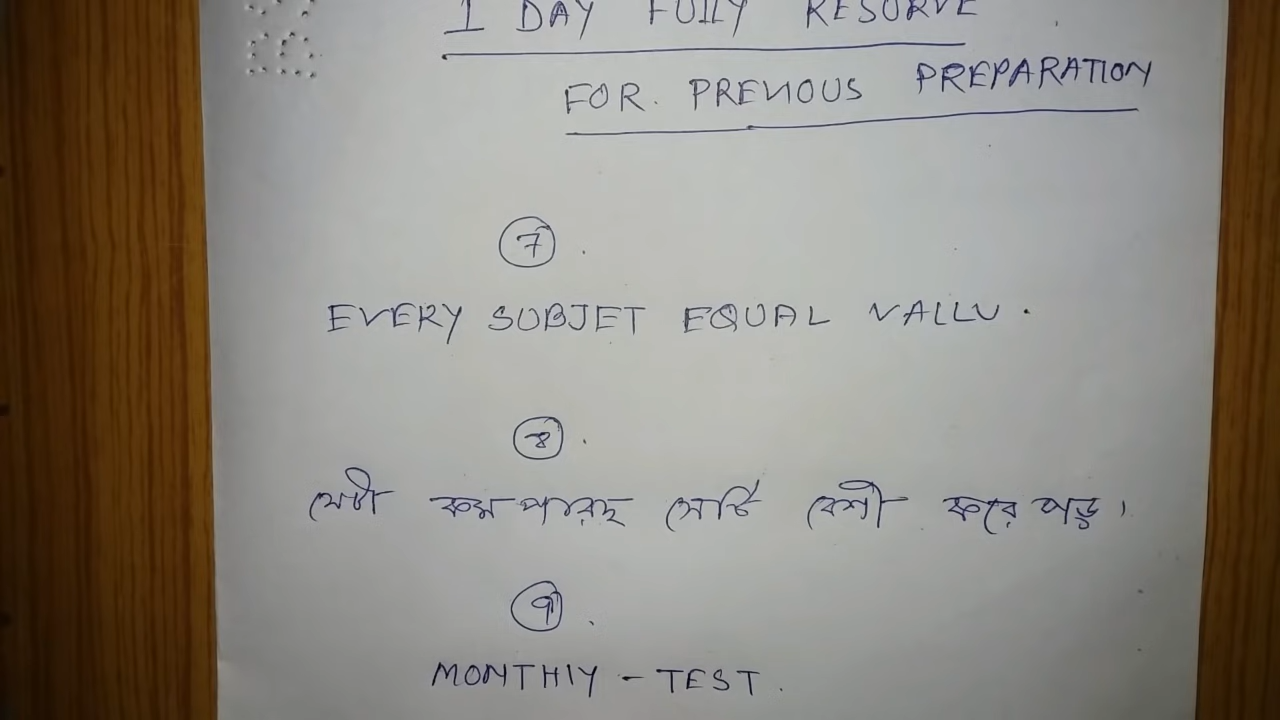 1 DAY FULLY RESURVE
FOR. PREVIOUS PREPARATION
7.
EVERY SUBJET EQUAL VALLU.
8.
যেটা কম পারছ সেটি বেশী করে পড়ু।
9.
MONTHLY - TEST.